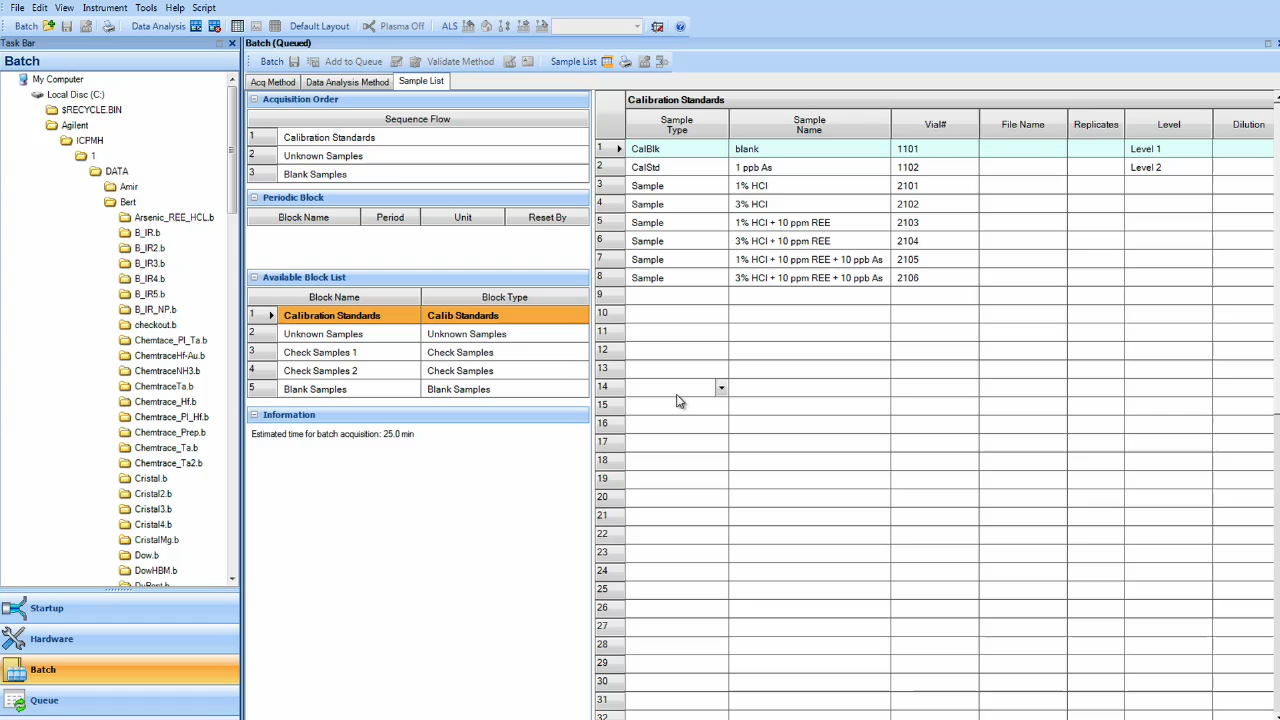 File Edit View Instrument Tools Help Script
Batch Data Analysis Default Layout Plasma Off ALS
Task Bar
Batch
My Computer
Local Disc (C:)
$RECYCLE.BIN
Agilent
ICPMH
1
DATA
Amir
Bert
Arsenic_REE_HCL.b
B_IR.b
B_IR2.b
B_IR3.b
B_IR4.b
B_IR5.b
B_IR_NP.b
checkout.b
Chemtace_Pl_Ta.b
ChemtraceHf-Au.b
ChemtraceNH3.b
ChemtraceTa.b
Chemtrace_Hf.b
Chemtrace_Pl_Hf.b
Chemtrace_Prep.b
Chemtrace_Ta.b
Chemtrace_Ta2.b
Cristal.b
Cristal2.b
Cristal3.b
Cristal4.b
CristalMg.b
Dow.b
DowHBM.b
Startup
Hardware
Batch
Queue
Batch (Queued)
Batch Add to Queue Validate Method Sample List
Acq Method Data Analysis Method Sample List
Acquisition Order
Sequence Flow
1 Calibration Standards
2 Unknown Samples
3 Blank Samples
Periodic Block
Block Name Period Unit Reset By
Available Block List
Block Name Block Type
1 Calibration Standards Calib Standards
2 Unknown Samples Unknown Samples
3 Check Samples 1 Check Samples
4 Check Samples 2 Check Samples
5 Blank Samples Blank Samples
Information
Estimated time for batch acquisition: 25.0 min
Calibration Standards
Sample Type Sample Name Vial# File Name Replicates Level Dilution
1 CalBlk blank 1101 Level 1
2 CalStd 1 ppb As 1102 Level 2
3 Sample 1% HCl 2101
4 Sample 3% HCl 2102
5 Sample 1% HCl + 10 ppm REE 2103
6 Sample 3% HCl + 10 ppm REE 2104
7 Sample 1% HCl + 10 ppm REE + 10 ppb As 2105
8 Sample 3% HCl + 10 ppm REE + 10 ppb As 2106
9
10
11
12
13
14
15
16
17
18
19
20
21
22
23
24
25
26
27
28
29
30
31
32